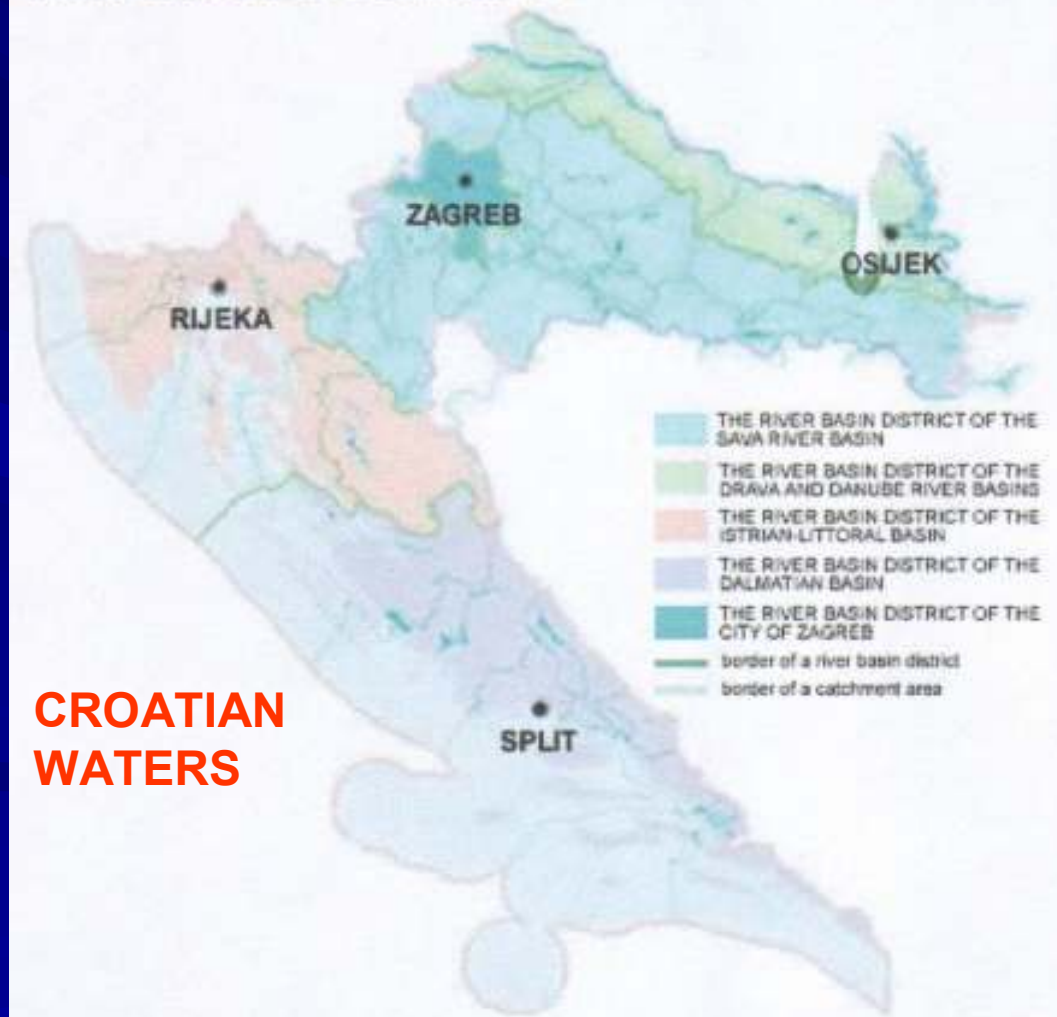 ZAGREB
OSIJEK
RIJEKA
THE RIVER BASIN DISTRICT OF THE
SAVA RIVER BASIN
THE RIVER BASIN DISTRICT OF THE
DRAVA AND DANUBE RIVER BASINS
THE RIVER BASIN DISTRICT OF THE
ISTRIAN-LITTORAL BASIN
THE RIVER BASIN DISTRICT OF THE
DALMATIAN BASIN
THE RIVER BASIN DISTRICT OF THE
CITY OF ZAGREB
border of a river basin district
border of a catchment area
CROATIAN
WATERS
SPLIT